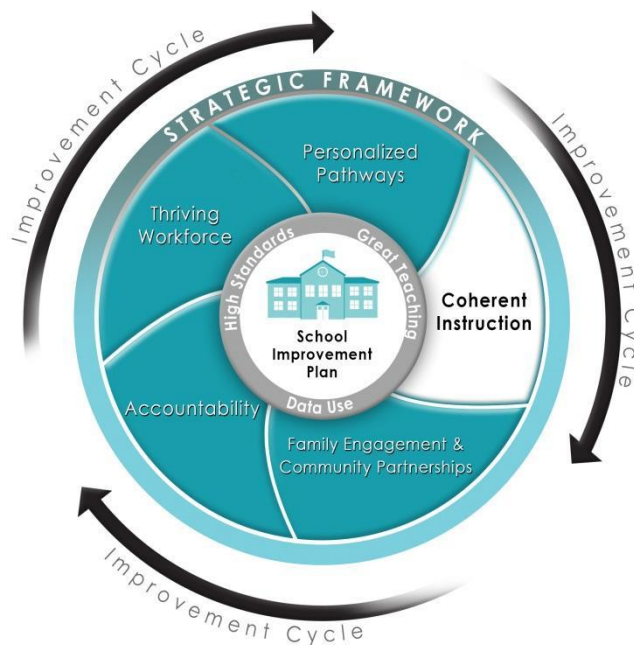 Improvement Cycle
Improvement Cycle
STRATEGIC FRAMEWORK
Personalized
Pathways
Thriving
Workforce
High Standards
Great Teaching
Coherent
Instruction
School
Improvement
Plan
Data Use
Accountability
Family Engagement &
Community Partnerships
Improvement Cycle